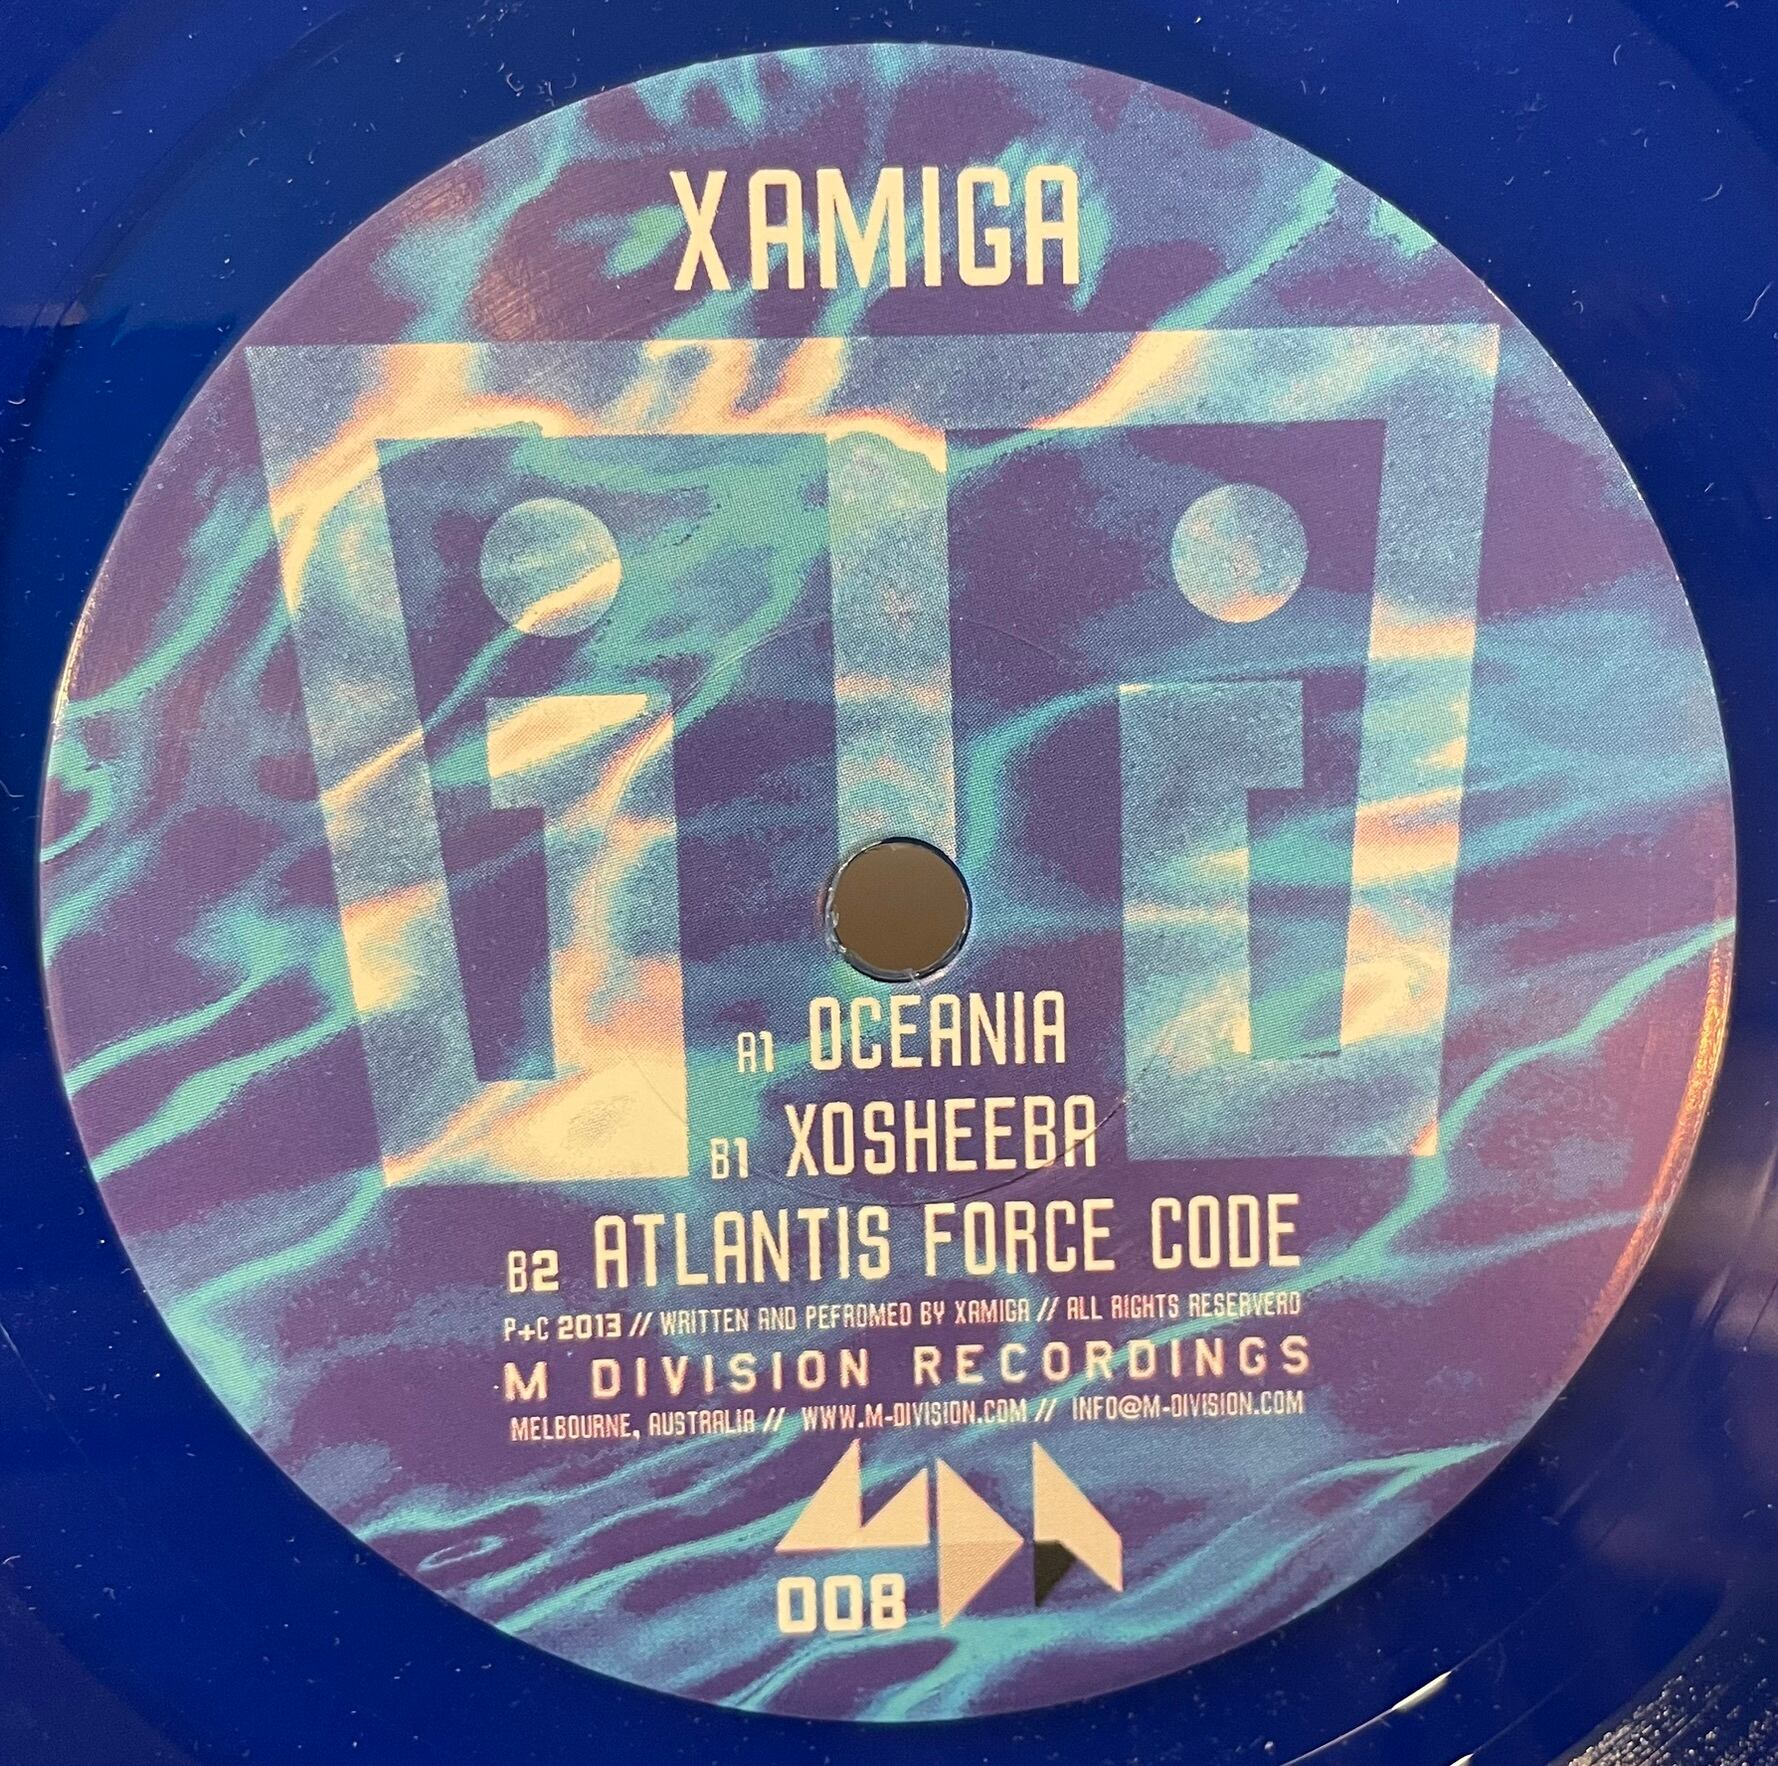 XAMIGA
A1 OCEANIA
B1 XOSHEEBA
B2 ATLANTIS FORCE CODE
P+C 2013 // WRITTEN AND PEFROMED BY XAMIGA // ALL RIGHTS RESERVERD
M DIVISION RECORDINGS
MELBOURNE, AUSTRALIA // WWW.M-DIVISION.COM // INFO@M-DIVISION.COM
008